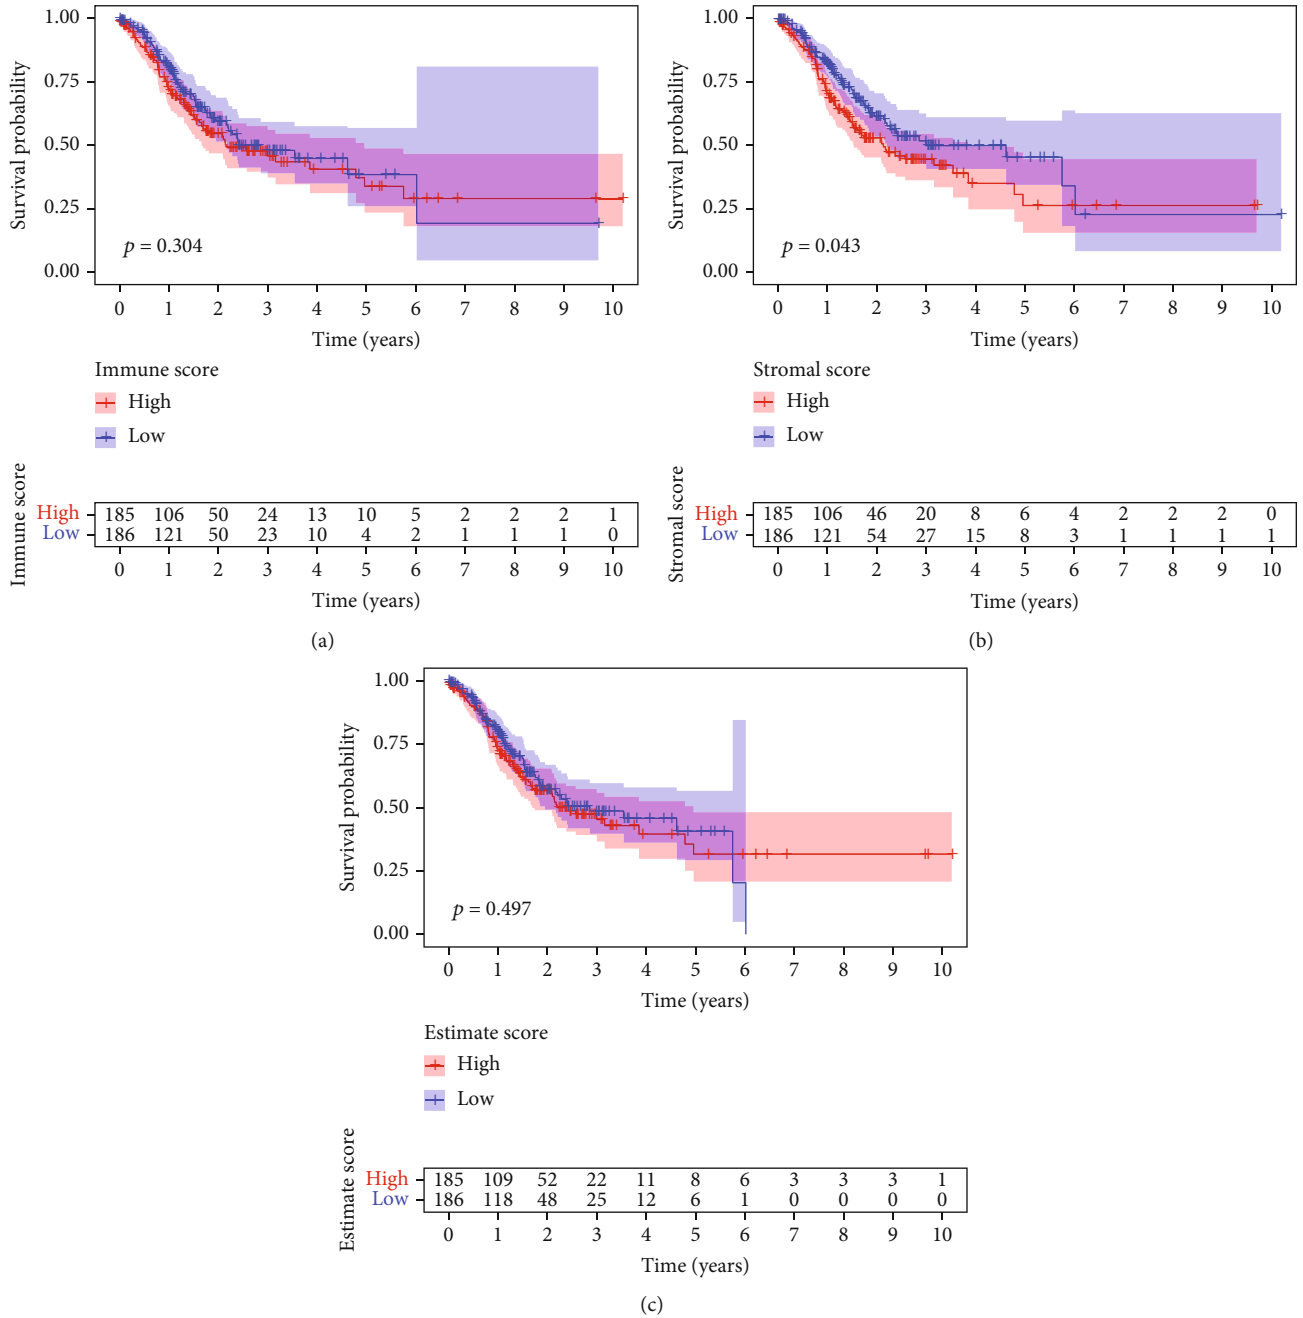 1.00
0.75
0.50
0.25
0.00
Survival probability
p = 0.304
0 1 2 3 4 5 6 7 8 9 10
Time (years)
Immune score
High
Low
Immune score
High 185 106 50 24 13 10 5 2 2 2 1
Low 186 121 50 23 10 4 2 1 1 1 0
0 1 2 3 4 5 6 7 8 9 10
Time (years)
(a)
1.00
0.75
0.50
0.25
0.00
Survival probability
p = 0.043
0 1 2 3 4 5 6 7 8 9 10
Time (years)
Stromal score
High
Low
Stromal score
High 185 106 46 20 8 6 4 2 2 2 0
Low 186 121 54 27 15 8 3 1 1 1 1
0 1 2 3 4 5 6 7 8 9 10
Time (years)
(b)
1.00
0.75
0.50
0.25
0.00
Survival probability
p = 0.497
0 1 2 3 4 5 6 7 8 9 10
Time (years)
Estimate score
High
Low
Estimate score
High 185 109 52 22 11 8 6 3 3 3 1
Low 186 118 48 25 12 6 1 0 0 0 0
0 1 2 3 4 5 6 7 8 9 10
Time (years)
(c)